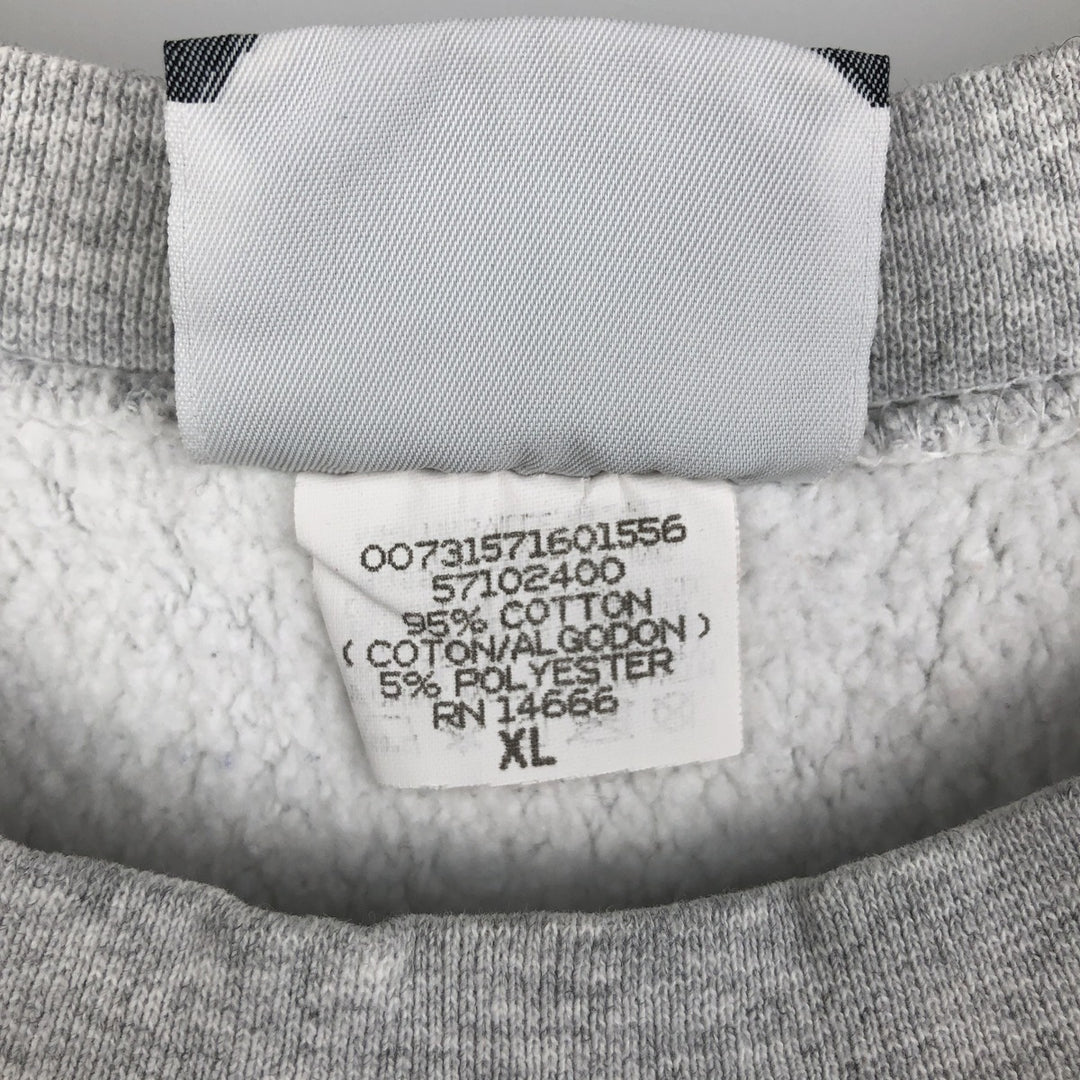 00731571601556
57102400
95% COTTON
(COTON/ALGODON)
5% POLYESTER
RN 14666
XL